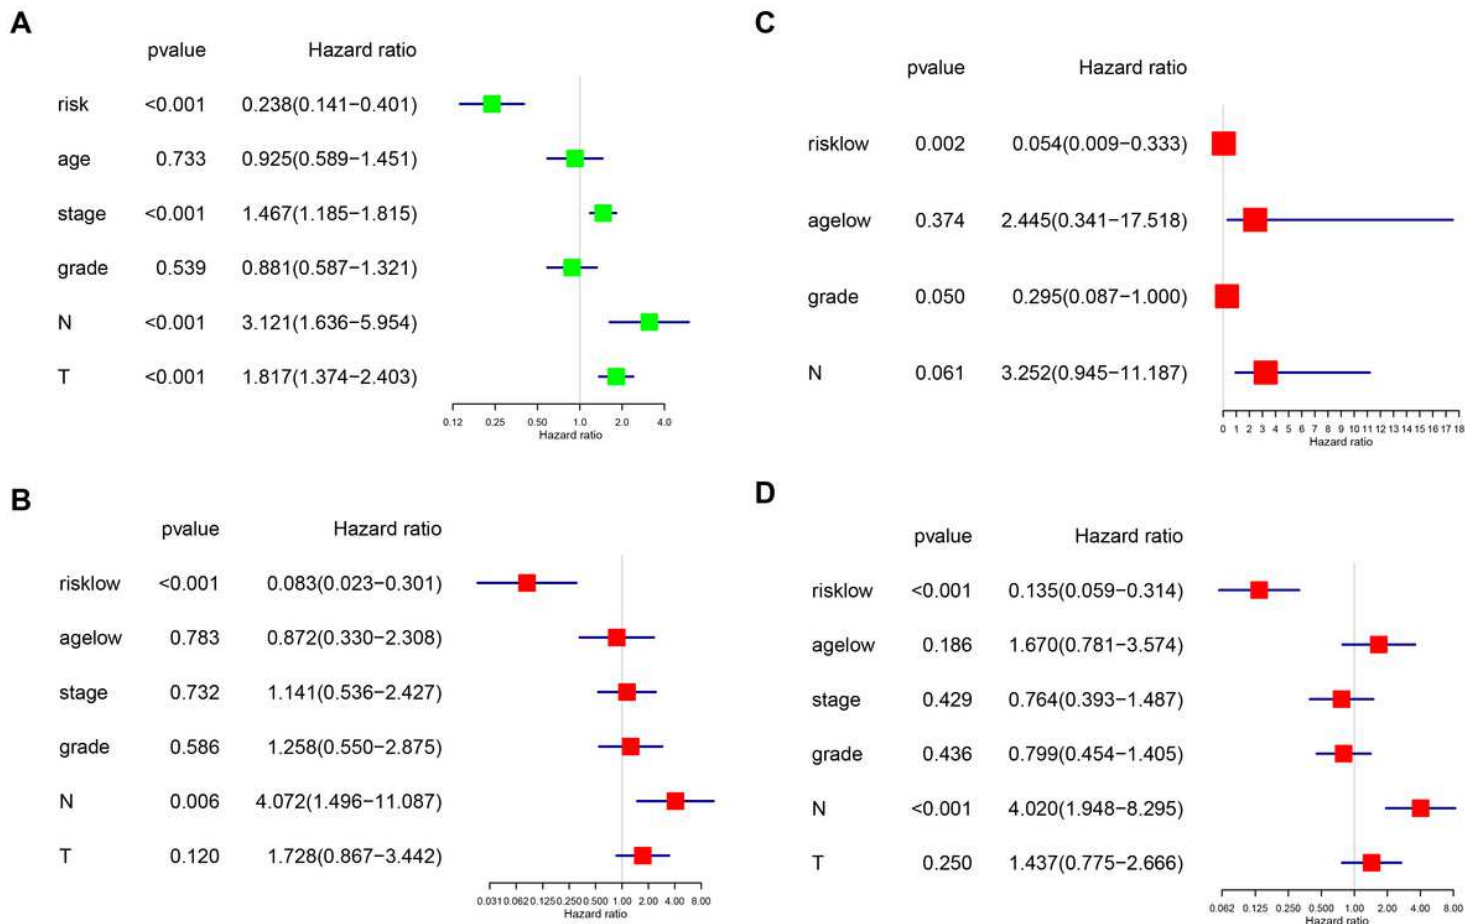 A
pvalue Hazard ratio
risk <0.001 0.238(0.141−0.401)
age 0.733 0.925(0.589−1.451)
stage <0.001 1.467(1.185−1.815)
grade 0.539 0.881(0.587−1.321)
N <0.001 3.121(1.636−5.954)
T <0.001 1.817(1.374−2.403)
0.12 0.25 0.50 1.0 2.0 4.0
Hazard ratio
B
pvalue Hazard ratio
risklow <0.001 0.083(0.023−0.301)
agelow 0.783 0.872(0.330−2.308)
stage 0.732 1.141(0.536−2.427)
grade 0.586 1.258(0.550−2.875)
N 0.006 4.072(1.496−11.087)
T 0.120 1.728(0.867−3.442)
0.031 0.062 0.125 0.250 0.500 1.00 2.00 4.00 8.00
Hazard ratio
C
pvalue Hazard ratio
risklow 0.002 0.054(0.009−0.333)
agelow 0.374 2.445(0.341−17.518)
grade 0.050 0.295(0.087−1.000)
N 0.061 3.252(0.945−11.187)
0 1 2 3 4 5 6 7 8 9 10 11 12 13 14 15 16 17 18
Hazard ratio
D
pvalue Hazard ratio
risklow <0.001 0.135(0.059−0.314)
agelow 0.186 1.670(0.781−3.574)
stage 0.429 0.764(0.393−1.487)
grade 0.436 0.799(0.454−1.405)
N <0.001 4.020(1.948−8.295)
T 0.250 1.437(0.775−2.666)
0.062 0.125 0.250 0.500 1.00 2.00 4.00 8.00
Hazard ratio